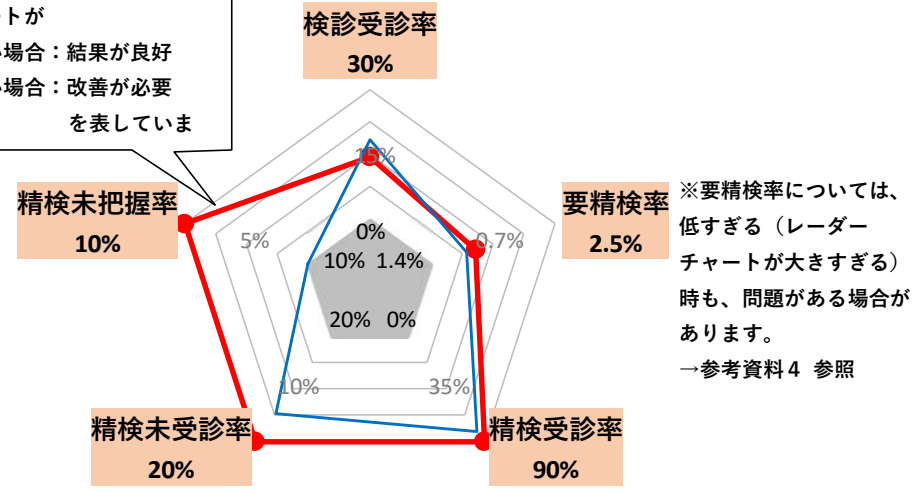 ートが
場合：結果が良好
場合：改善が必要
を表していま
検診受診率
30%
15%
精検未把握率
10%
5%
要精検率
2.5%
0.7%
0%
10% 1.4%
20% 0%
10%
35%
精検未受診率
20%
精検受診率
90%
※要精検率については、
低すぎる（レーダー
チャートが大きすぎる）
時も、問題がある場合が
あります。
→参考資料４ 参照